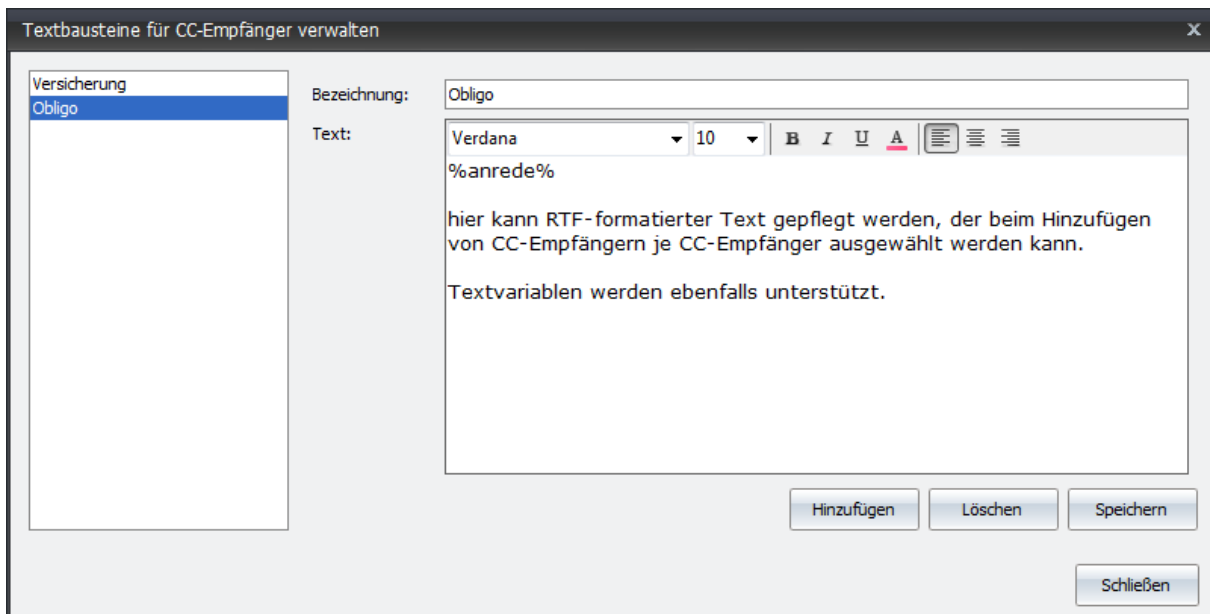 Textbausteine für CC-Empfänger verwalten
x
Versicherung
Obligo
Bezeichnung:
Obligo
Text:
Verdana 10 B I U A
%anrede%
hier kann RTF-formatierter Text gepflegt werden, der beim Hinzufügen
von CC-Empfängern je CC-Empfänger ausgewählt werden kann.
Textvariablen werden ebenfalls unterstützt.
Hinzufügen Löschen Speichern
Schließen